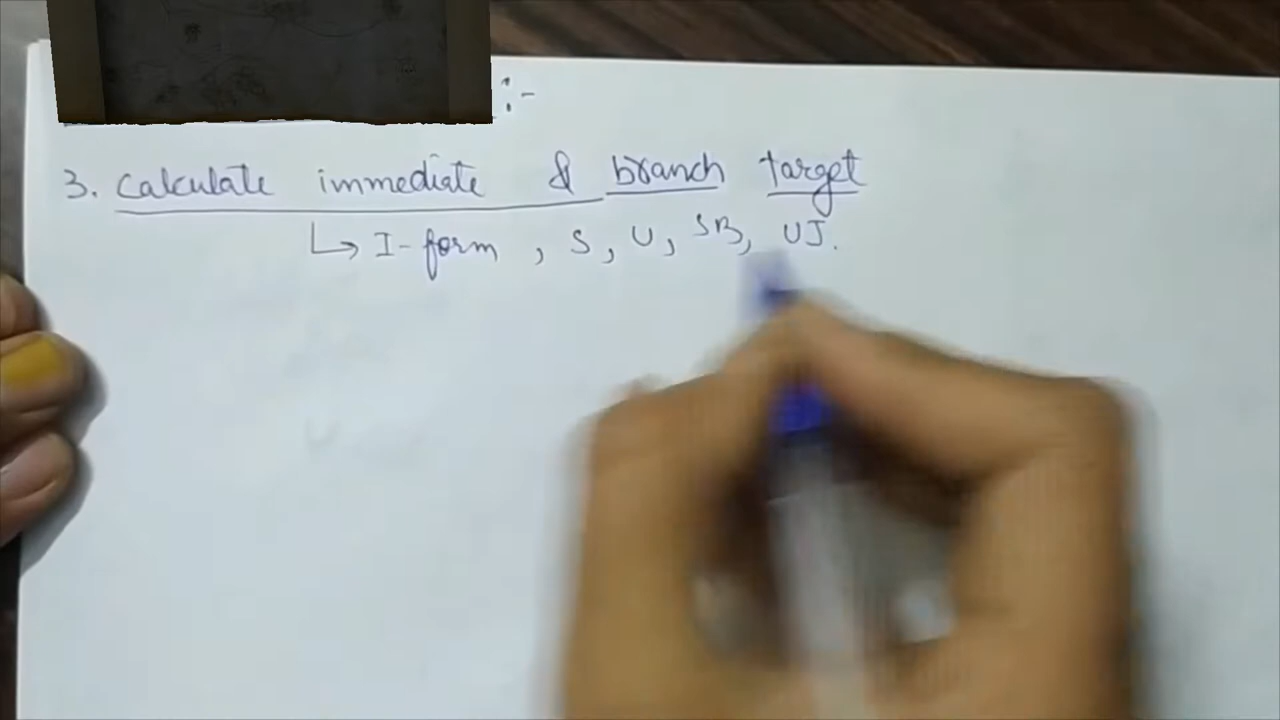 :-
3. Calculate immediate & branch target
↳ I-form, S, U, SB, UJ.